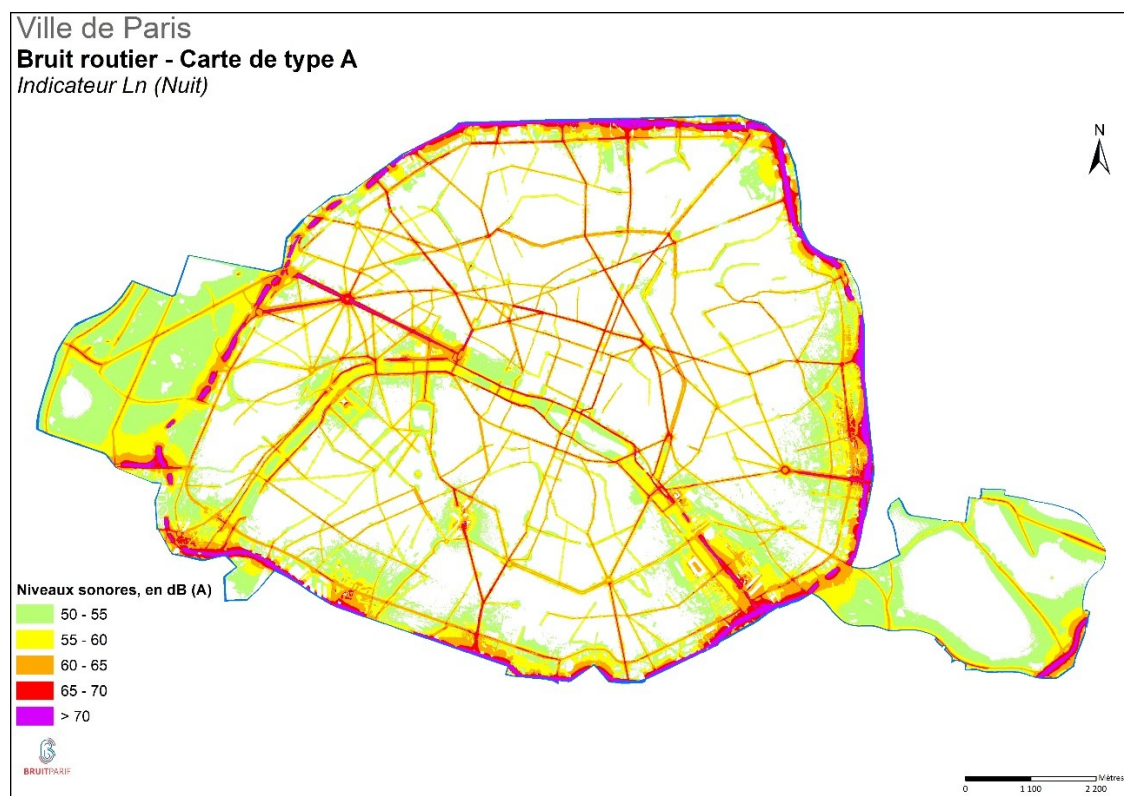 Ville de Paris
Bruit routier - Carte de type A
Indicateur Ln (Nuit)
N
Niveaux sonores, en dB (A)
50 - 55
55 - 60
60 - 65
65 - 70
> 70
BRUITPARIF
Mètres
0 1 100 2 200